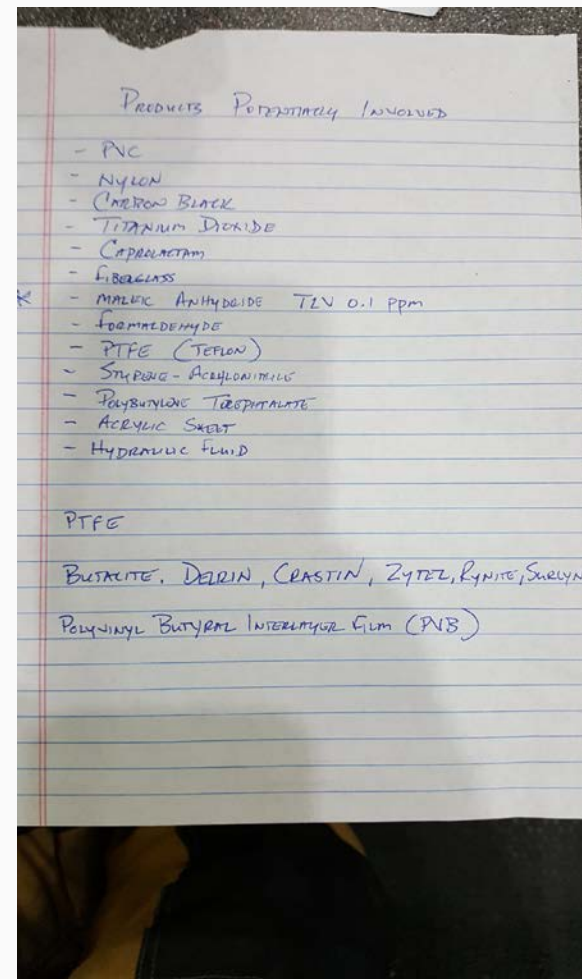 Products Potentially Involved
- PVC
- Nylon
- Carbon Black
- Titanium Dioxide
- Caprolactam
- Fiberglass
* - Maleic Anhydride TLV 0.1 ppm
- Formaldehyde
- PTFE (Teflon)
- Styrene-Acrylonitrile
- Polybutylene Terephtalate
- Acrylic Sheet
- Hydraulic Fluid
PTFE
Butacite, Delrin, Crastin, Zytel, Rynite, Surlyn
Polyvinyl Butyral Interlayer Film (PVB)